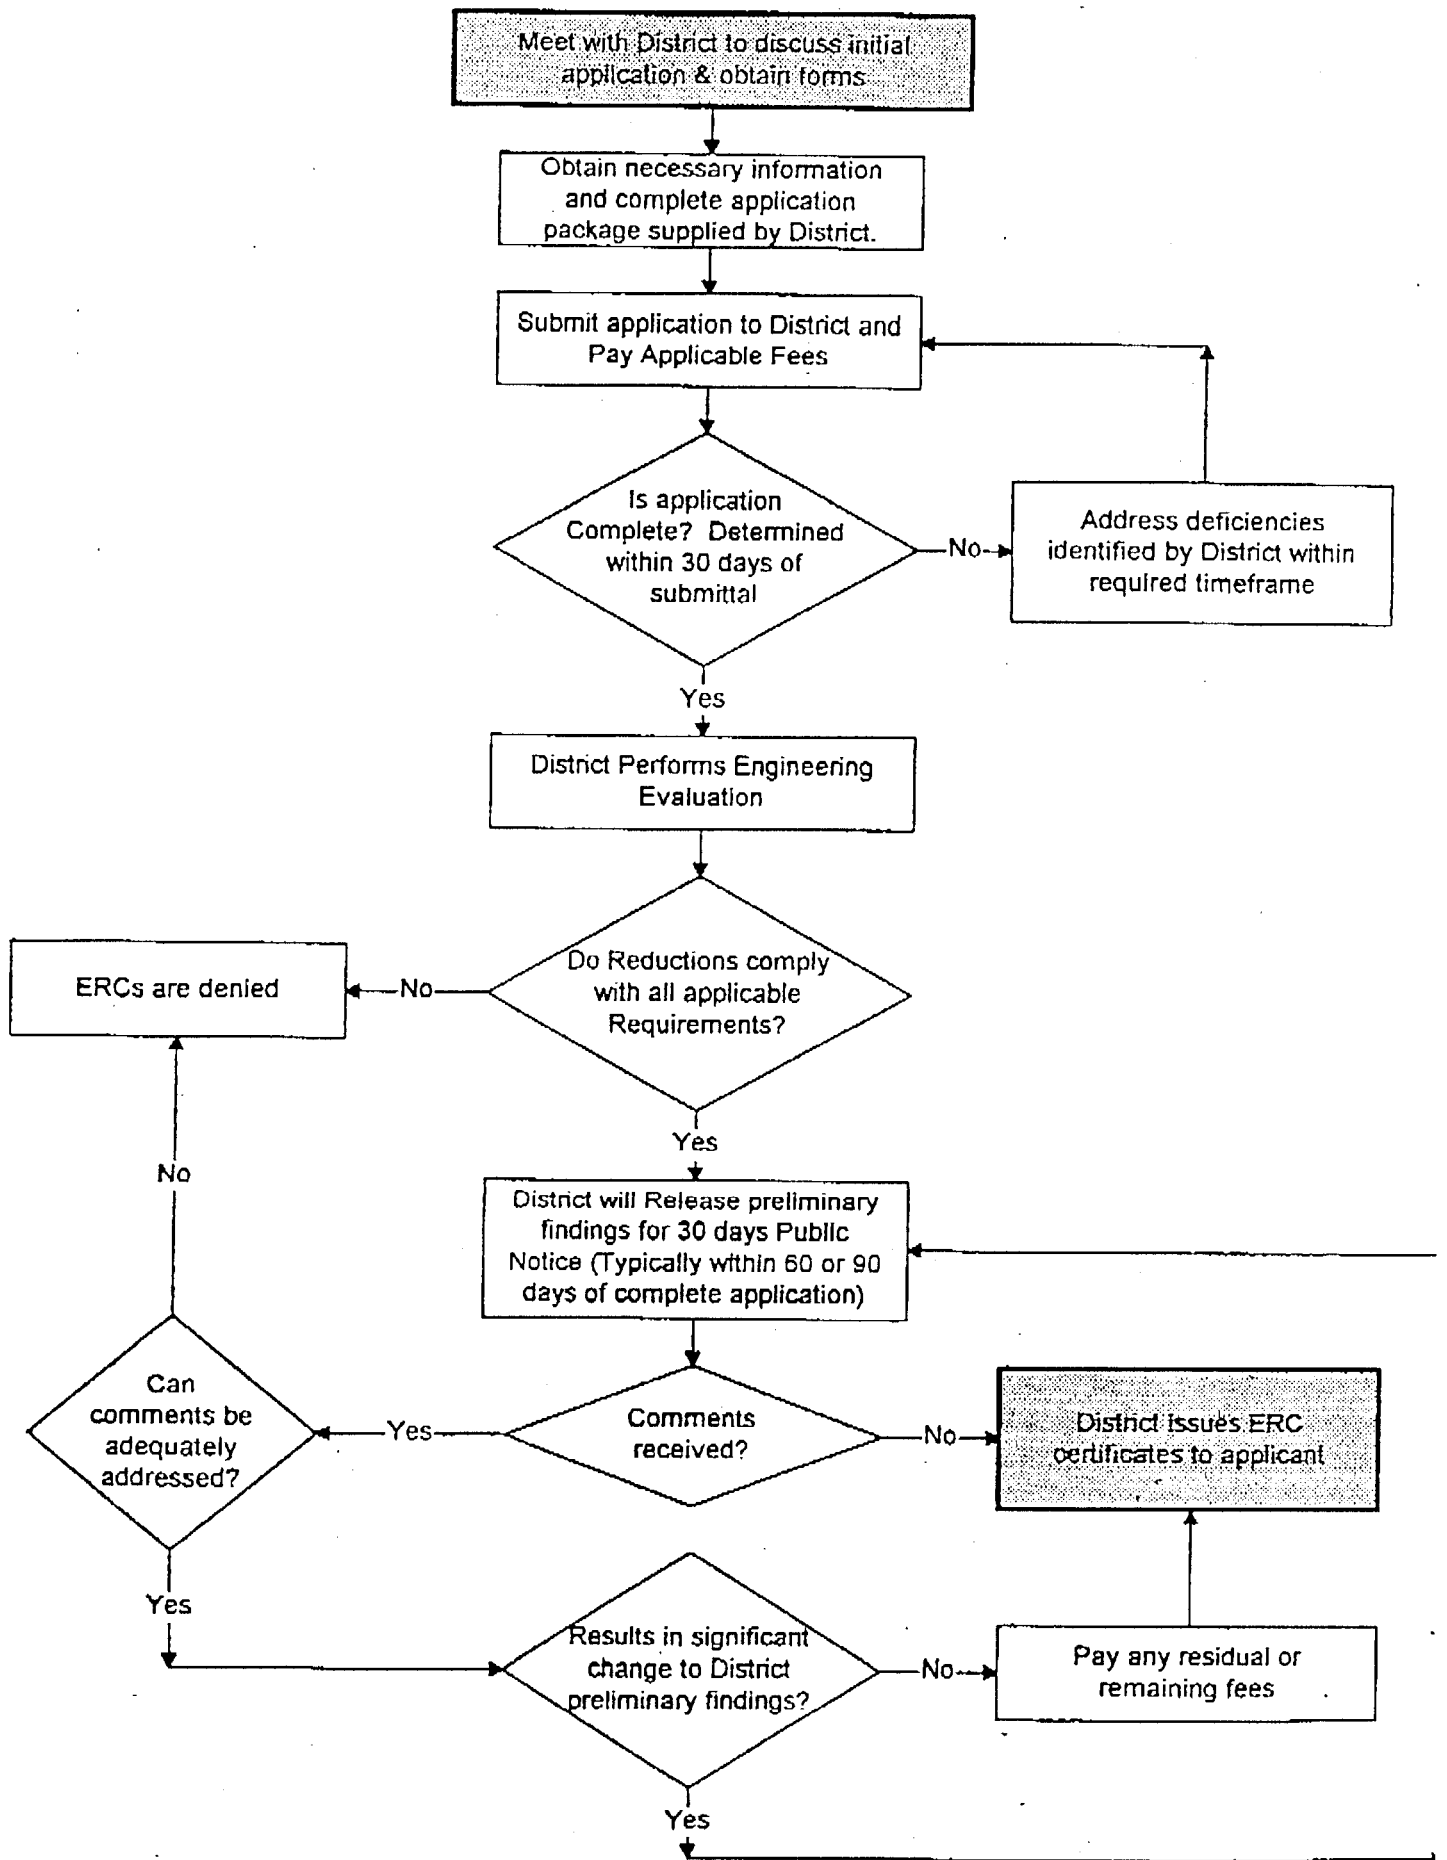 Meet with District to discuss initial
application & obtain forms
Obtain necessary information
and complete application
package supplied by District.
Submit application to District and
Pay Applicable Fees
Is application
Complete? Determined
within 30 days of
submittal
No
Address deficiencies
identified by District within
required timeframe
Yes
District Performs Engineering
Evaluation
Do Reductions comply
with all applicable
Requirements?
No
ERCs are denied
Yes
District will Release preliminary
findings for 30 days Public
Notice (Typically within 60 or 90
days of complete application)
No
Comments
received?
Yes
Can
comments be
adequately
addressed?
No
District issues ERC
certificates to applicant
Yes
Results in significant
change to District
preliminary findings?
No
Pay any residual or
remaining fees
Yes